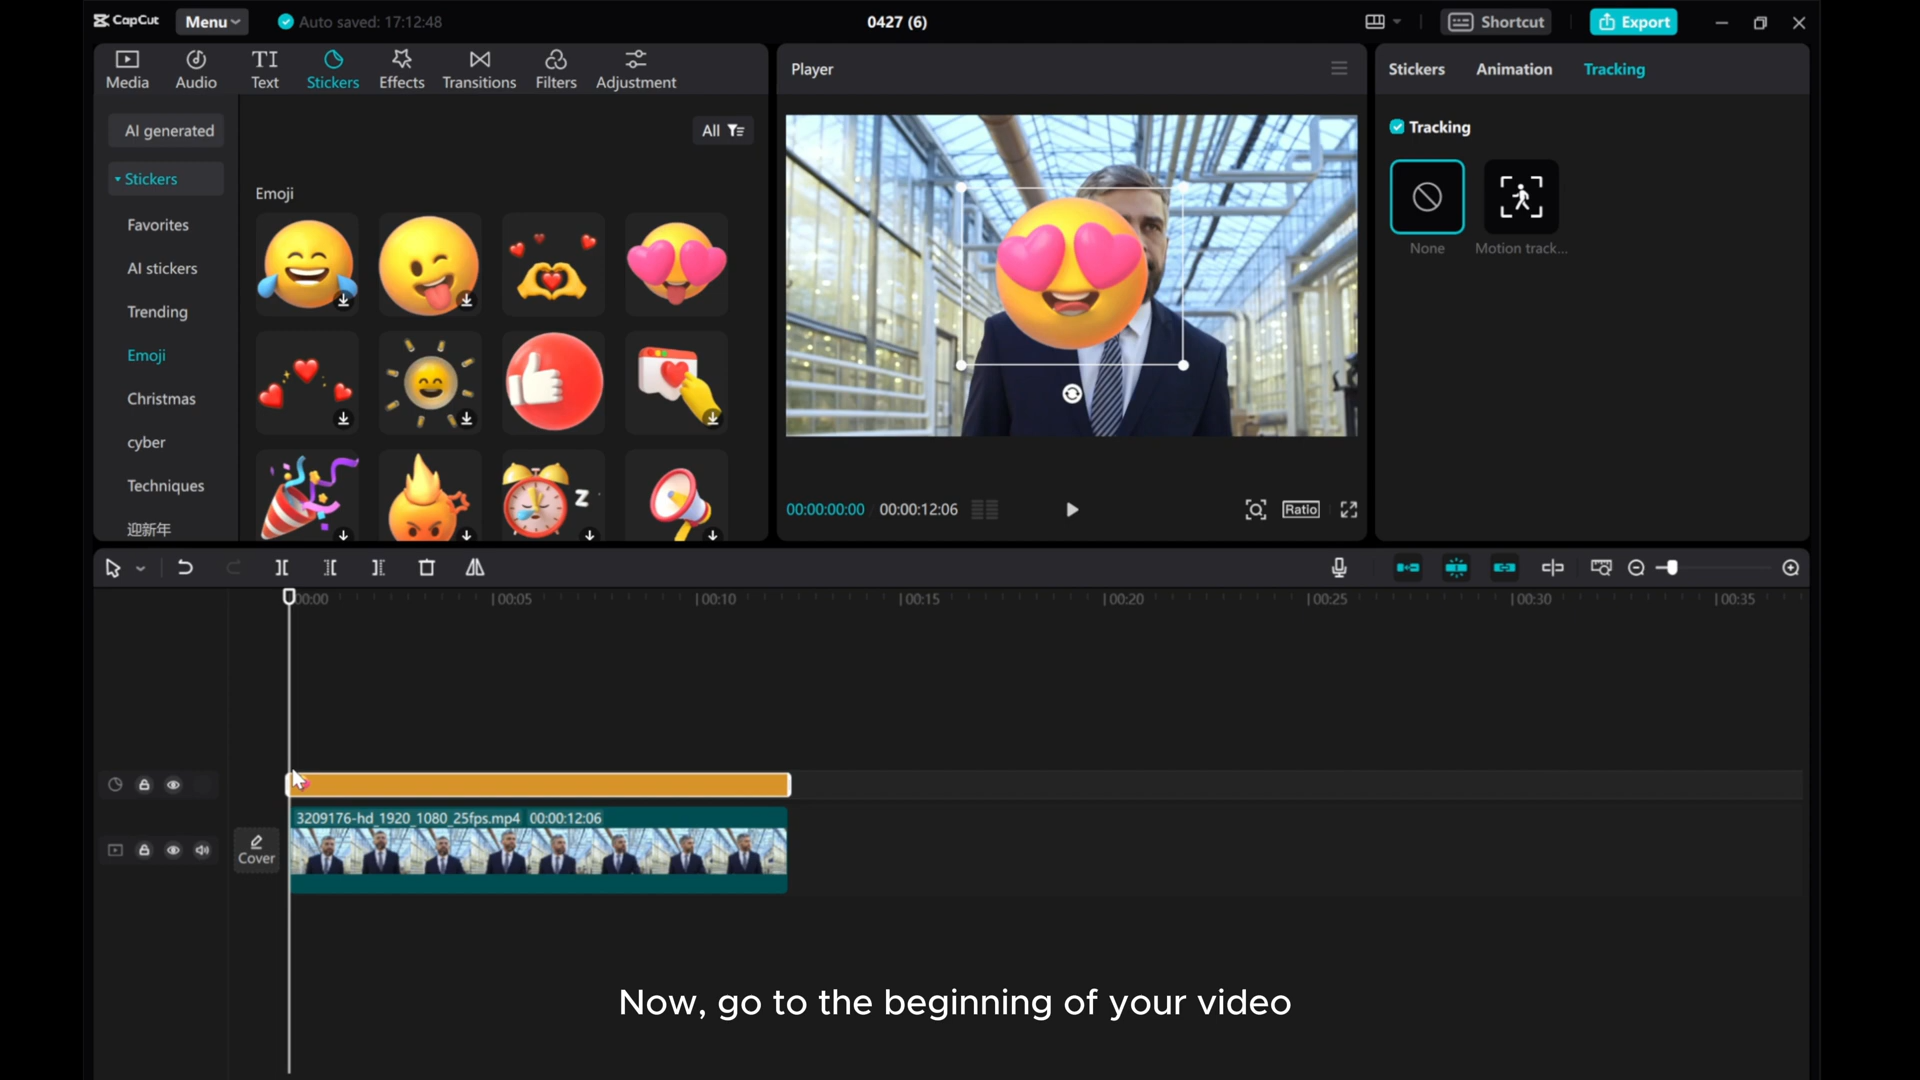 CapCut
Menu
Auto saved: 17:12:48
0427 (6)
Shortcut
Export
Media
Audio
TI
Text
Stickers
Effects
Transitions
Filters
Adjustment
Player
Stickers
Animation
Tracking
AI generated
Stickers
Favorites
AI stickers
Trending
Emoji
Christmas
cyber
Techniques
迎新年
All
Emoji
Z
00:00:00:00
00:00:12:06
Ratio
Tracking
None
Motion track...
00:00
00:05
00:10
00:15
00:20
00:25
00:30
00:35
3209176-hd_1920_1080_25fps.mp4 00:00:12:06
Cover
Now, go to the beginning of your video